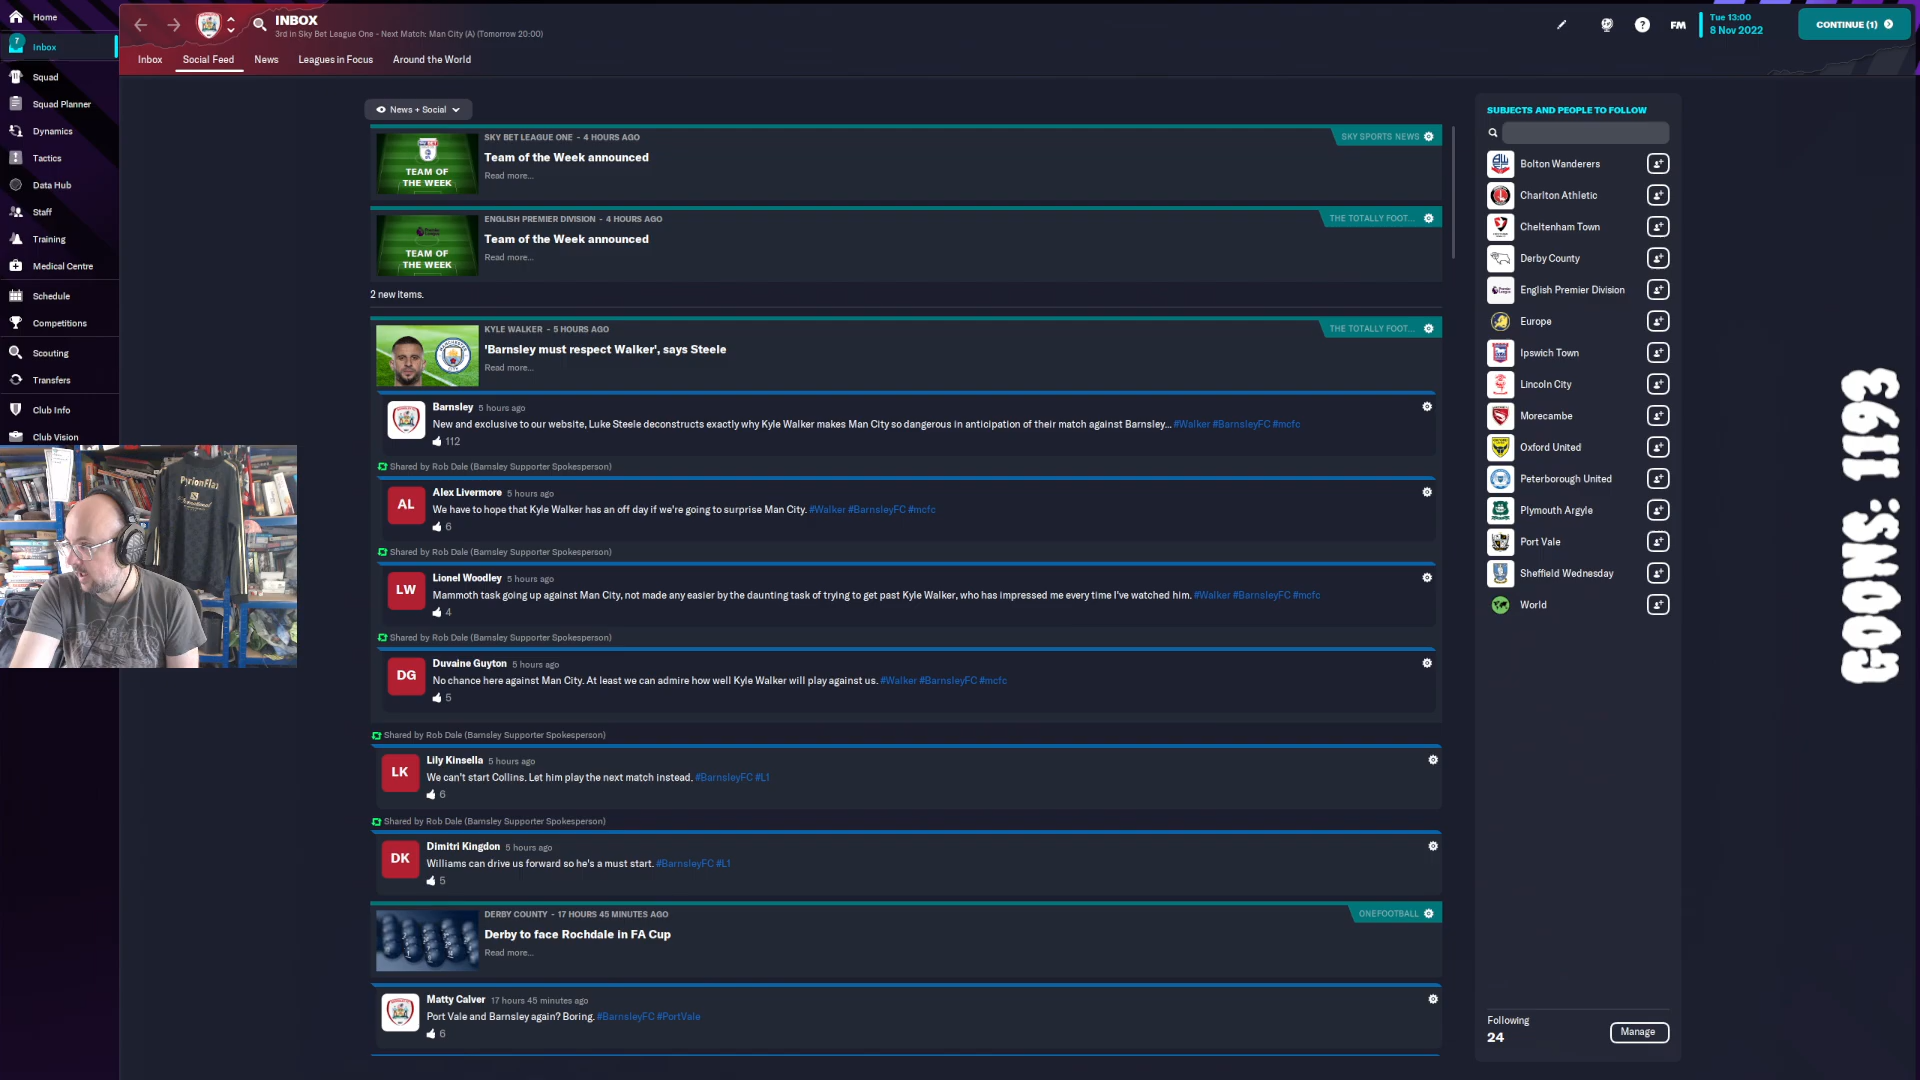 Home
7
Inbox
Squad
Squad Planner
Dynamics
Tactics
Data Hub
Staff
Training
Medical Centre
Schedule
Competitions
Scouting
Transfers
Club Info
Club Vision
INBOX
3rd in Sky Bet League One - Next Match: Man City (A) (Tomorrow 20:00)
FM
Tue 13:00
8 Nov 2022
CONTINUE (1)
Inbox
Social Feed
News
Leagues in Focus
Around the World
News + Social
SKY BET LEAGUE ONE - 4 HOURS AGO
SKY SPORTS NEWS
Team of the Week announced
Read more...
TEAM OF
THE WEEK
ENGLISH PREMIER DIVISION - 4 HOURS AGO
THE TOTALLY FOOT...
Team of the Week announced
Read more...
TEAM OF
THE WEEK
2 new items.
KYLE WALKER - 5 HOURS AGO
THE TOTALLY FOOT...
'Barnsley must respect Walker', says Steele
Read more...
Barnsley 5 hours ago
New and exclusive to our website, Luke Steele deconstructs exactly why Kyle Walker makes Man City so dangerous in anticipation of their match against Barnsley... #Walker #BarnsleyFC #mcfc
112
Shared by Rob Dale (Barnsley Supporter Spokesperson)
AL
Alex Livermore 5 hours ago
We have to hope that Kyle Walker has an off day if we're going to surprise Man City. #Walker #BarnsleyFC #mcfc
6
Shared by Rob Dale (Barnsley Supporter Spokesperson)
LW
Lionel Woodley 5 hours ago
Mammoth task going up against Man City, not made any easier by the daunting task of trying to get past Kyle Walker, who has impressed me every time I've watched him. #Walker #BarnsleyFC #mcfc
4
Shared by Rob Dale (Barnsley Supporter Spokesperson)
DG
Duvaine Guyton 5 hours ago
No chance here against Man City. At least we can admire how well Kyle Walker will play against us. #Walker #BarnsleyFC #mcfc
5
Shared by Rob Dale (Barnsley Supporter Spokesperson)
LK
Lily Kinsella 5 hours ago
We can't start Collins. Let him play the next match instead. #BarnsleyFC #L1
6
Shared by Rob Dale (Barnsley Supporter Spokesperson)
DK
Dimitri Kingdon 5 hours ago
Williams can drive us forward so he's a must start. #BarnsleyFC #L1
5
DERBY COUNTY - 17 HOURS 45 MINUTES AGO
ONEFOOTBALL
Derby to face Rochdale in FA Cup
Read more...
Matty Calver 17 hours 45 minutes ago
Port Vale and Barnsley again? Boring. #BarnsleyFC #PortVale
6
SUBJECTS AND PEOPLE TO FOLLOW
Bolton Wanderers
Charlton Athletic
Cheltenham Town
Derby County
English Premier Division
Europe
Ipswich Town
Lincoln City
Morecambe
Oxford United
Peterborough United
Plymouth Argyle
Port Vale
Sheffield Wednesday
World
Following
24
Manage
GOONS: 1193